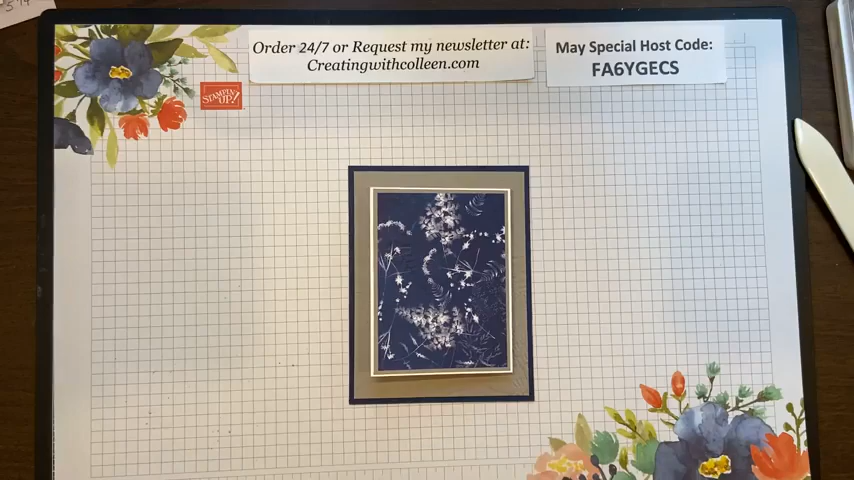 Order 24/7 or Request my newsletter at:
Creatingwithcolleen.com
May Special Host Code:
FA6YGECS
STAMPIN'
UP!